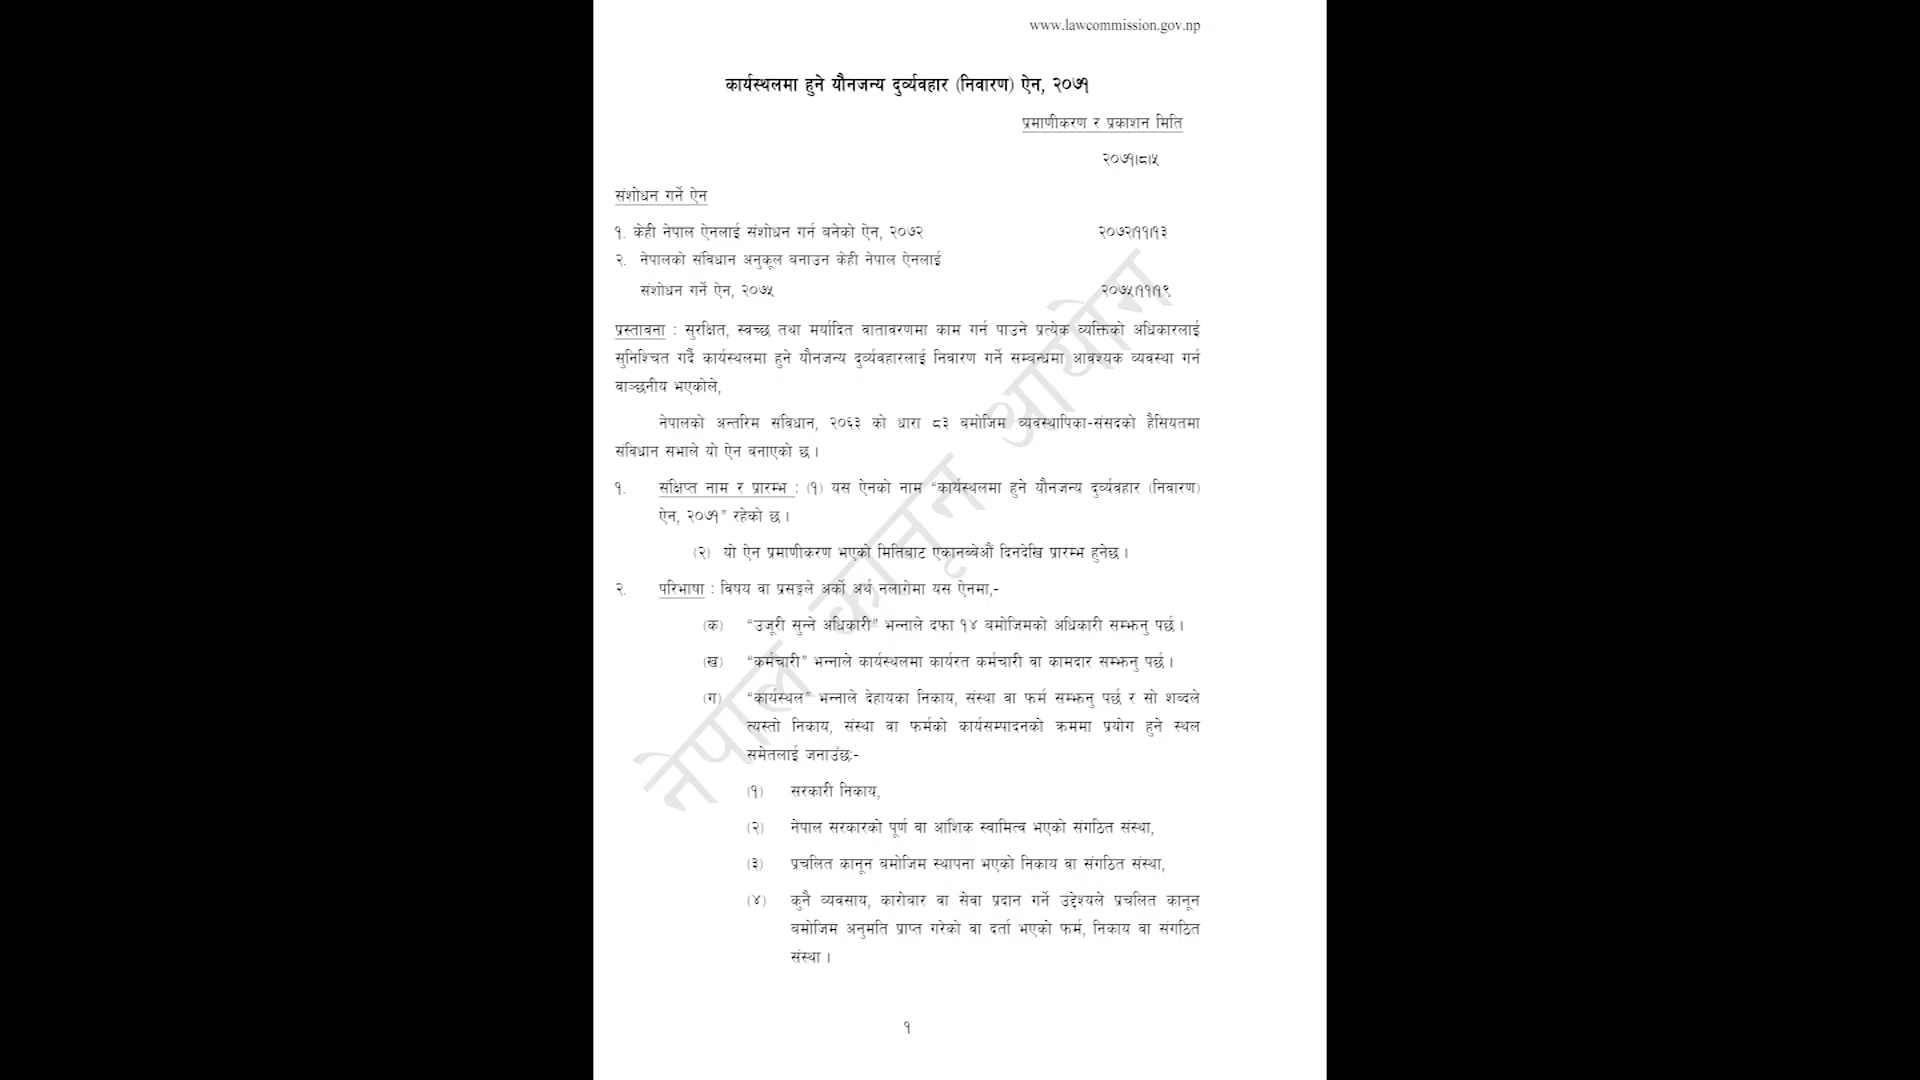 www.lawcommission.gov.np
कार्यस्थलमा हुने यौनजन्य दुर्व्यवहार (निवारण) ऐन, २०७१
प्रमाणीकरण र प्रकाशन मिति
२०७१।८।५
संशोधन गर्ने ऐन
१. केही नेपाल ऐनलाई संशोधन गर्न बनेको ऐन, २०७२ २०७२।११।१३
२. नेपालको संविधान अनुकूल बनाउन केही नेपाल ऐनलाई
संशोधन गर्ने ऐन, २०७५ २०७५।११।१९
प्रस्तावना : सुरक्षित, स्वच्छ तथा मर्यादित वातावरणमा काम गर्न पाउने प्रत्येक व्यक्तिको अधिकारलाई
सुनिश्चित गर्दै कार्यस्थलमा हुने यौनजन्य दुर्व्यवहारलाई निवारण गर्ने सम्बन्धमा आवश्यक व्यवस्था गर्न
वाञ्छनीय भएकोले,
नेपालको अन्तरिम संविधान, २०६३ को धारा ८३ बमोजिम व्यवस्थापिका-संसदको हैसियतमा
संविधान सभाले यो ऐन बनाएको छ ।
१. संक्षिप्त नाम र प्रारम्भ : (१) यस ऐनको नाम “कार्यस्थलमा हुने यौनजन्य दुर्व्यवहार (निवारण)
ऐन, २०७१” रहेको छ ।
(२) यो ऐन प्रमाणीकरण भएको मितिबाट एकानब्बेऔं दिनदेखि प्रारम्भ हुनेछ ।
२. परिभाषा : विषय वा प्रसङ्गले अर्को अर्थ नलागेमा यस ऐनमा,-
(क) “उजूरी सुन्ने अधिकारी” भन्नाले दफा १४ बमोजिमको अधिकारी सम्झनु पर्छ ।
(ख) “कर्मचारी” भन्नाले कार्यस्थलमा कार्यरत कर्मचारी वा कामदार सम्झनु पर्छ ।
(ग) “कार्यस्थल” भन्नाले देहायका निकाय, संस्था वा फर्म सम्झनु पर्छ र सो शब्दले
त्यस्तो निकाय, संस्था वा फर्मको कार्यसम्पादनको क्रममा प्रयोग हुने स्थल
समेतलाई जनाउँछ:-
(१) सरकारी निकाय,
(२) नेपाल सरकारको पूर्ण वा आंशिक स्वामित्व भएको संगठित संस्था,
(३) प्रचलित कानून बमोजिम स्थापना भएको निकाय वा संगठित संस्था,
(४) कुनै व्यवसाय, कारोबार वा सेवा प्रदान गर्ने उद्देश्यले प्रचलित कानून
बमोजिम अनुमति प्राप्त गरेको वा दर्ता भएको फर्म, निकाय वा संगठित
संस्था ।
१
नेपाल कानून आयोग